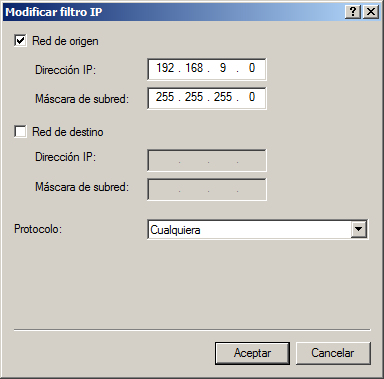 Modificar filtro IP
Red de origen
Dirección IP: 192 . 168 . 9 . 0
Máscara de subred: 255 . 255 . 255 . 0
Red de destino
Dirección IP: . . .
Máscara de subred: . . .
Protocolo: Cualquiera
Aceptar Cancelar